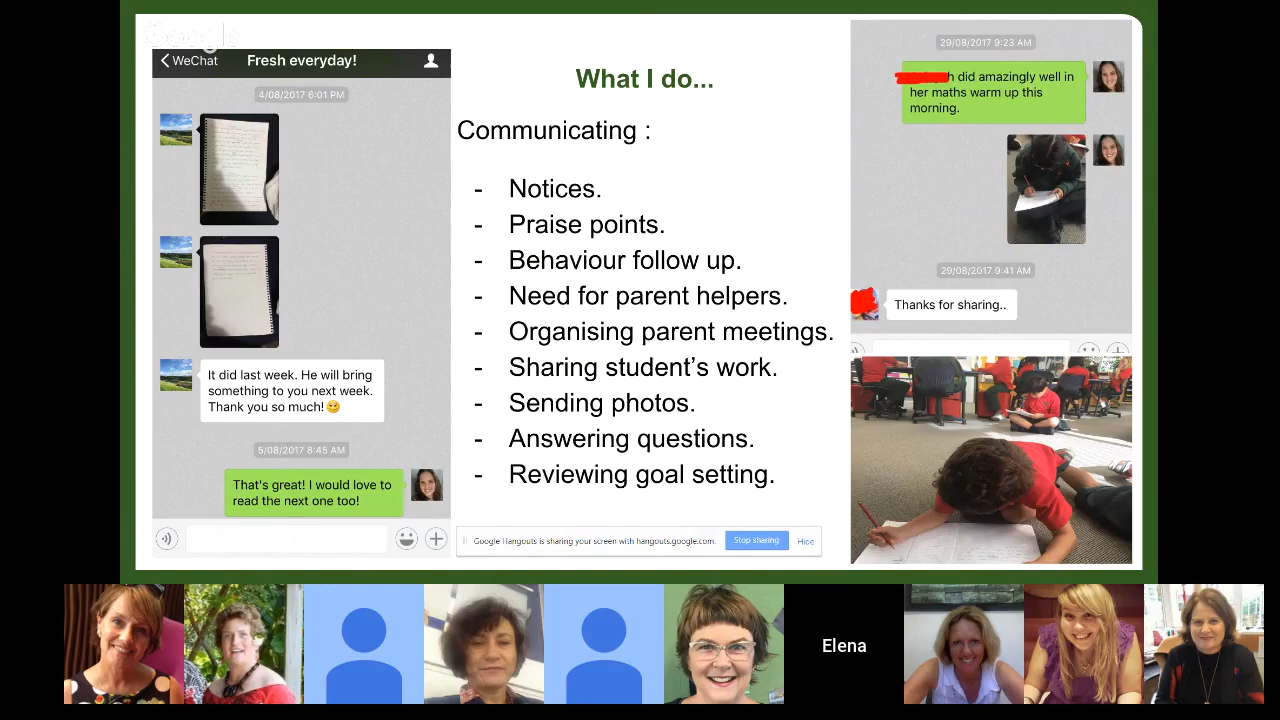 Google
WeChat
Fresh everyday!
4/08/2017 6:01 PM
It did last week. He will bring
something to you next week.
Thank you so much!
5/08/2017 8:45 AM
That's great! I would love to
read the next one too!
What I do...
Communicating :
- Notices.
- Praise points.
- Behaviour follow up.
- Need for parent helpers.
- Organising parent meetings.
- Sharing student’s work.
- Sending photos.
- Answering questions.
- Reviewing goal setting.
Google Hangouts is sharing your screen with hangouts.google.com.
Stop sharing
Hide
29/08/2017 9:23 AM
h did amazingly well in
her maths warm up this
morning.
29/08/2017 9:41 AM
Thanks for sharing..
Elena